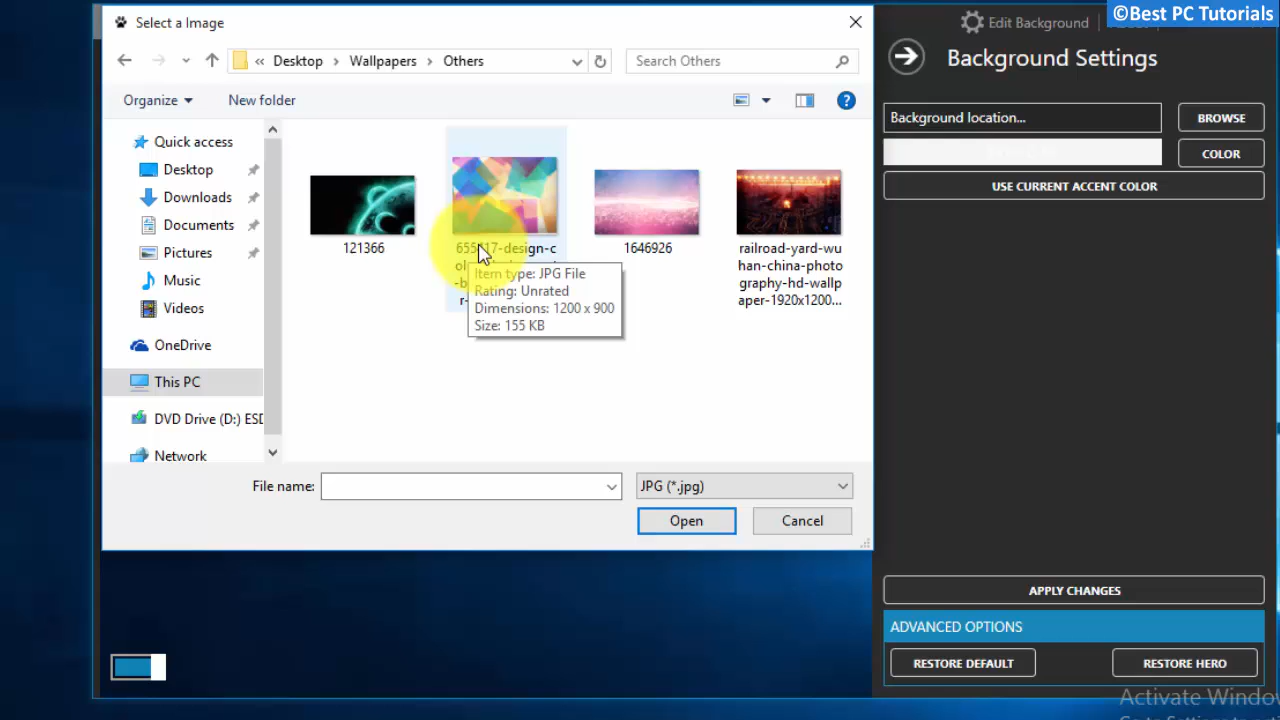 ©Best PC Tutorials
Select a Image
Edit Background
Background Settings
« Desktop › Wallpapers › Others
Search Others
Organize
New folder
Quick access
Desktop
Downloads
Documents
Pictures
Music
Videos
OneDrive
This PC
DVD Drive (D:) ESD
Network
121366
1646926
railroad-yard-wu
han-china-photo
graphy-hd-wallp
aper-1920x1200...
Item type: JPG File
Rating: Unrated
Dimensions: 1200 x 900
Size: 155 KB
File name:
JPG (*.jpg)
Open
Cancel
Background location...
BROWSE
COLOR
USE CURRENT ACCENT COLOR
APPLY CHANGES
ADVANCED OPTIONS
RESTORE DEFAULT
RESTORE HERO
Activate Windo